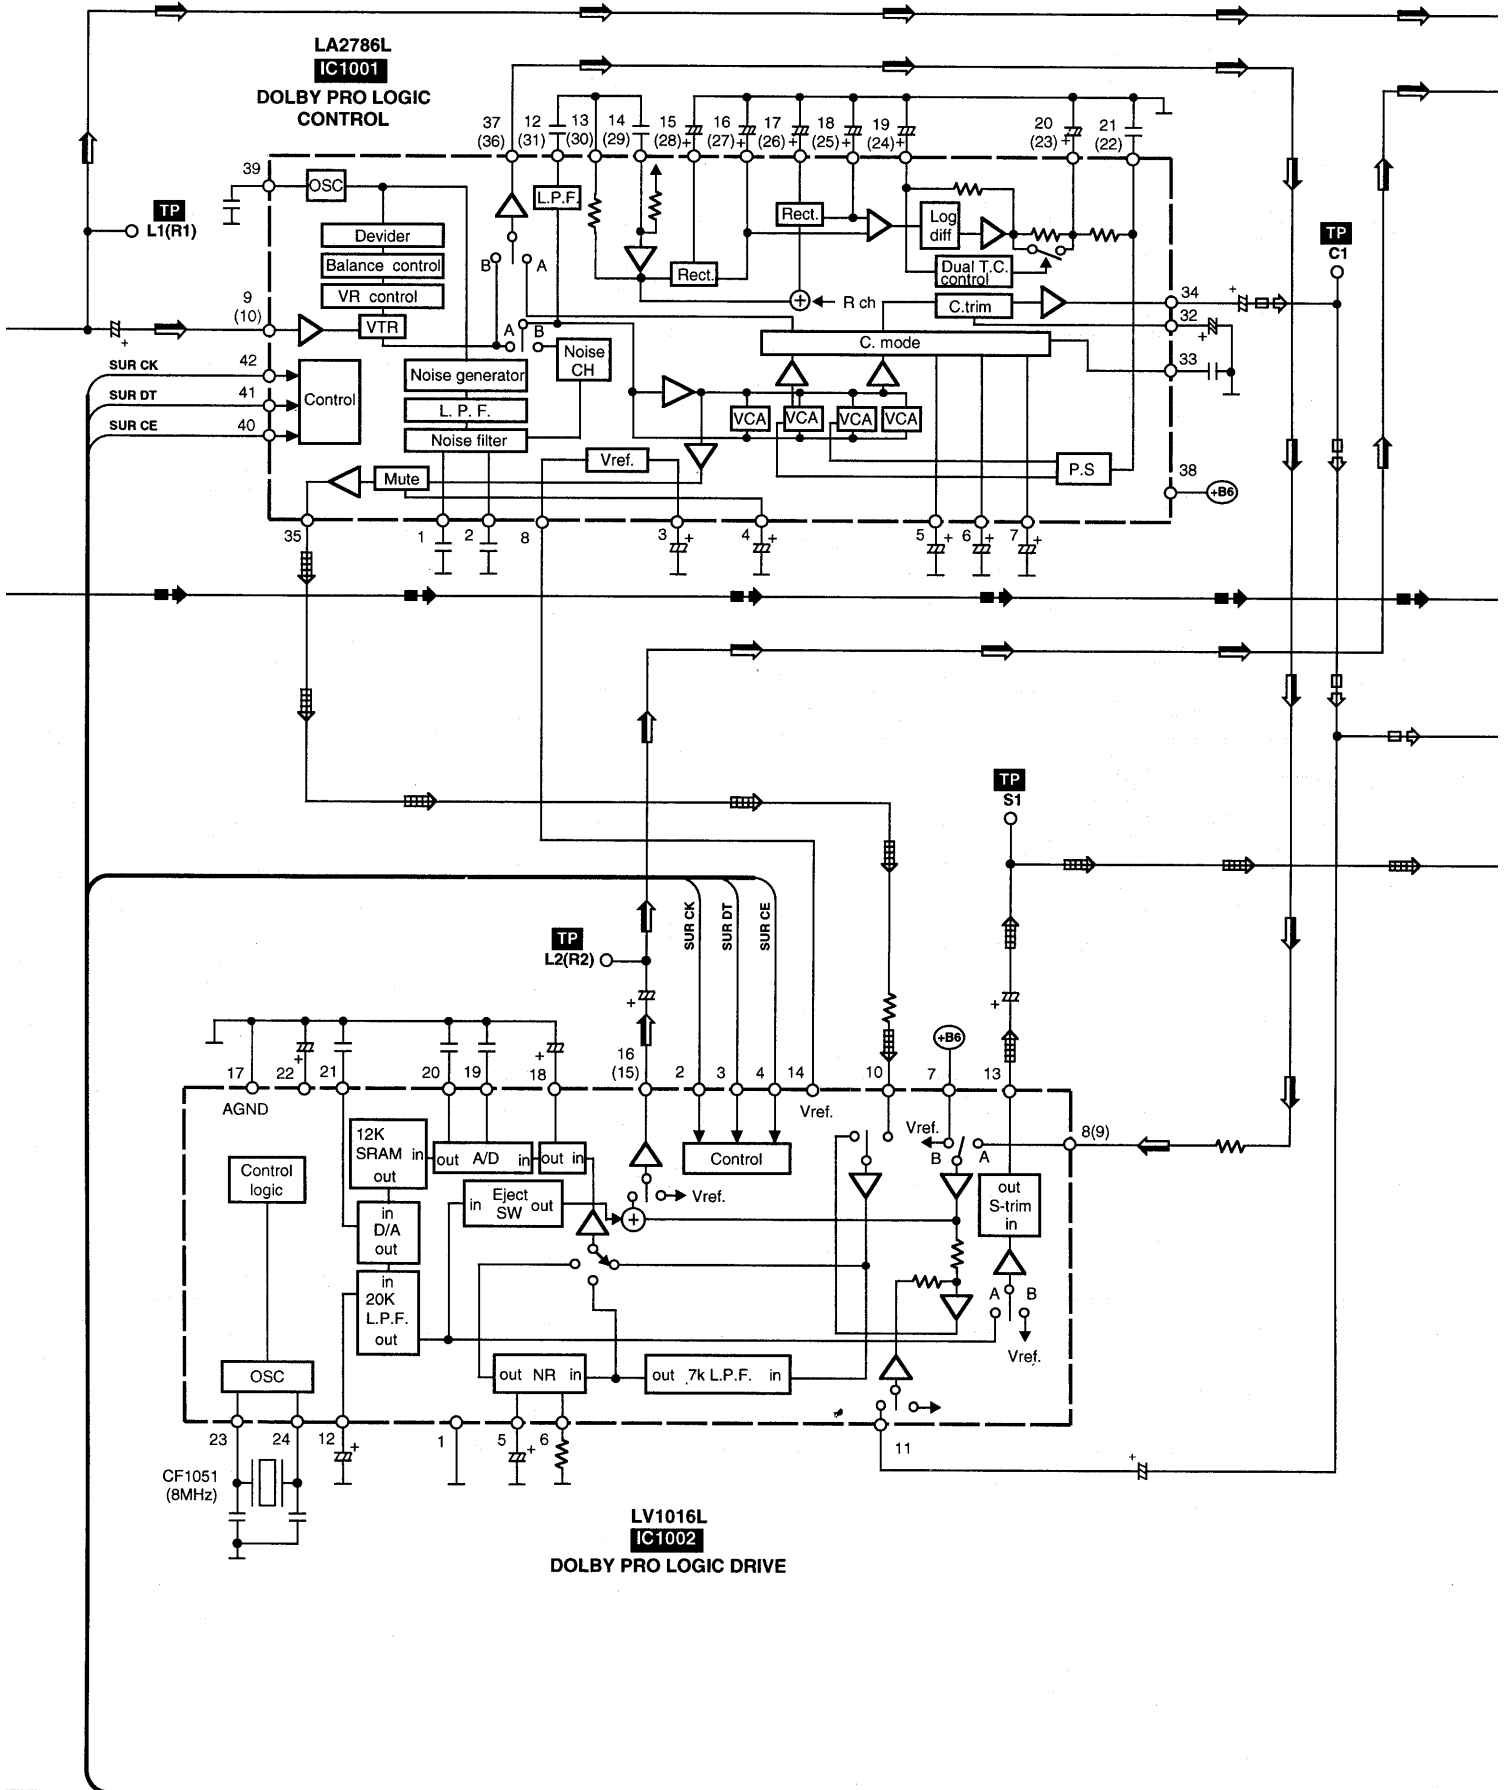 LA2786L
IC1001
DOLBY PRO LOGIC
CONTROL
37 12 13 14 15 16 17 18 19 20 21
(36) (31) (30) (29) (28)+ (27)+ (26)+ (25)+ (24)+ (23)+ (22)
39
OSC
L.P.F.
TP
L1(R1)
Devider
Balance control
VR control
VTR
Rect.
Rect.
Log
diff
Dual T.C.
control
TP
C1
B A
R ch
C.trim
34
+
9
(10)
+
A B
32
+
C. mode
33
SUR CK 42
SUR DT 41
SUR CE 40
Control
Noise
CH
Noise generator
L. P. F.
Noise filter
VCA VCA VCA VCA
Vref.
P.S
38
+B6
Mute
35 1 2 8 3 + 4 + 5 + 6 + 7 +
TP
S1
SUR CK
SUR DT
SUR CE
TP
L2(R2)
+
+
+B6
17 22 + 21 20 19 + 18 16
(15) 2 3 4 14 10 7 13
AGND
Vref.
12K
SRAM in
out
out A/D in
out in
Control
Vref.
B A
8(9)
Control
logic
in Eject
SW out
Vref.
out
S-trim
in
in
D/A
out
in
20K
L.P.F.
out
A B
Vref.
OSC
out NR in
out 7k L.P.F. in
23 24 12 + 1 5 + 6 11
+
CF1051
(8MHz)
LV1016L
IC1002
DOLBY PRO LOGIC DRIVE